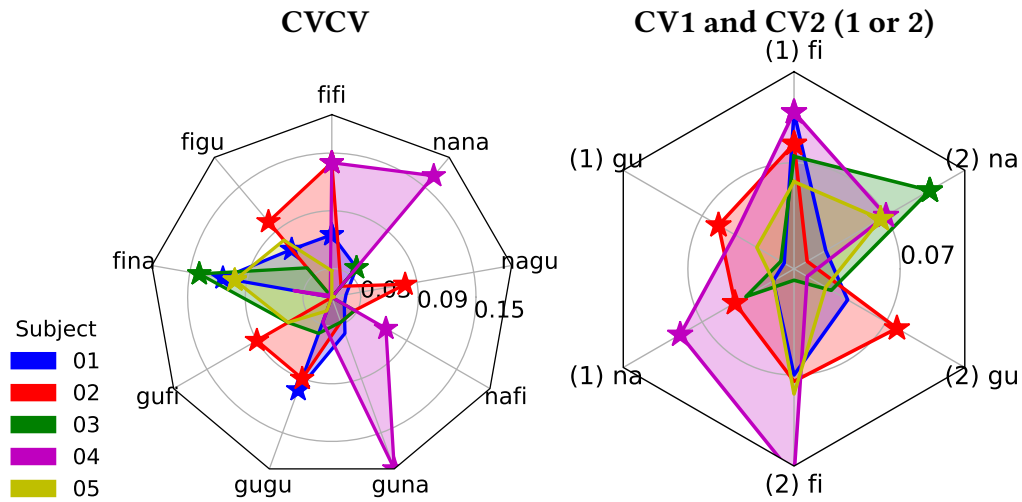 CVCV
CV1 and CV2 (1 or 2)
(1) fi
fifi
figu
nana
(1) gu
(2) na
fina
nagu
0.03
0.09
0.15
0.07
Subject
01
02
03
04
05
gufi
nafi
(1) na
(2) gu
gugu
guna
(2) fi